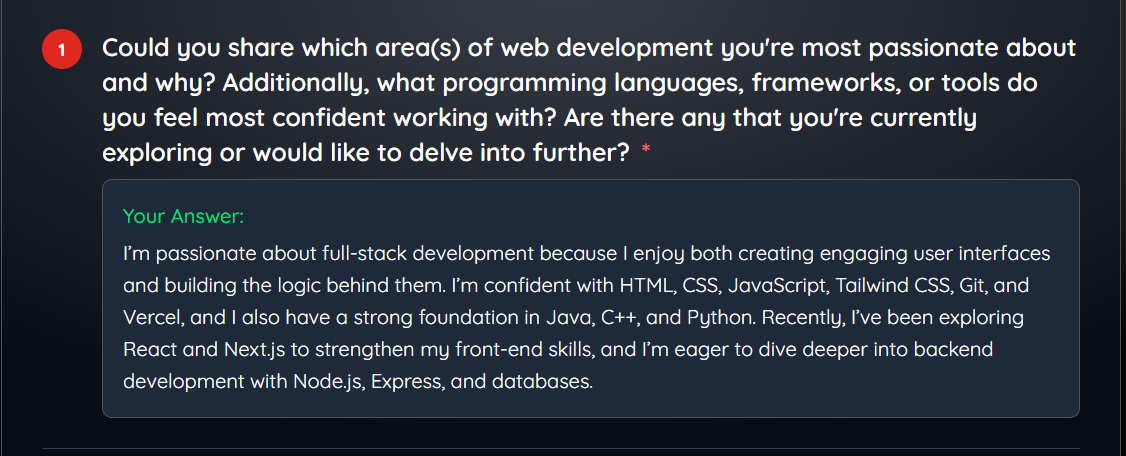 1
Could you share which area(s) of web development you're most passionate about
and why? Additionally, what programming languages, frameworks, or tools do
you feel most confident working with? Are there any that you're currently
exploring or would like to delve into further? *
Your Answer:
I’m passionate about full-stack development because I enjoy both creating engaging user interfaces
and building the logic behind them. I’m confident with HTML, CSS, JavaScript, Tailwind CSS, Git, and
Vercel, and I also have a strong foundation in Java, C++, and Python. Recently, I’ve been exploring
React and Next.js to strengthen my front-end skills, and I’m eager to dive deeper into backend
development with Node.js, Express, and databases.